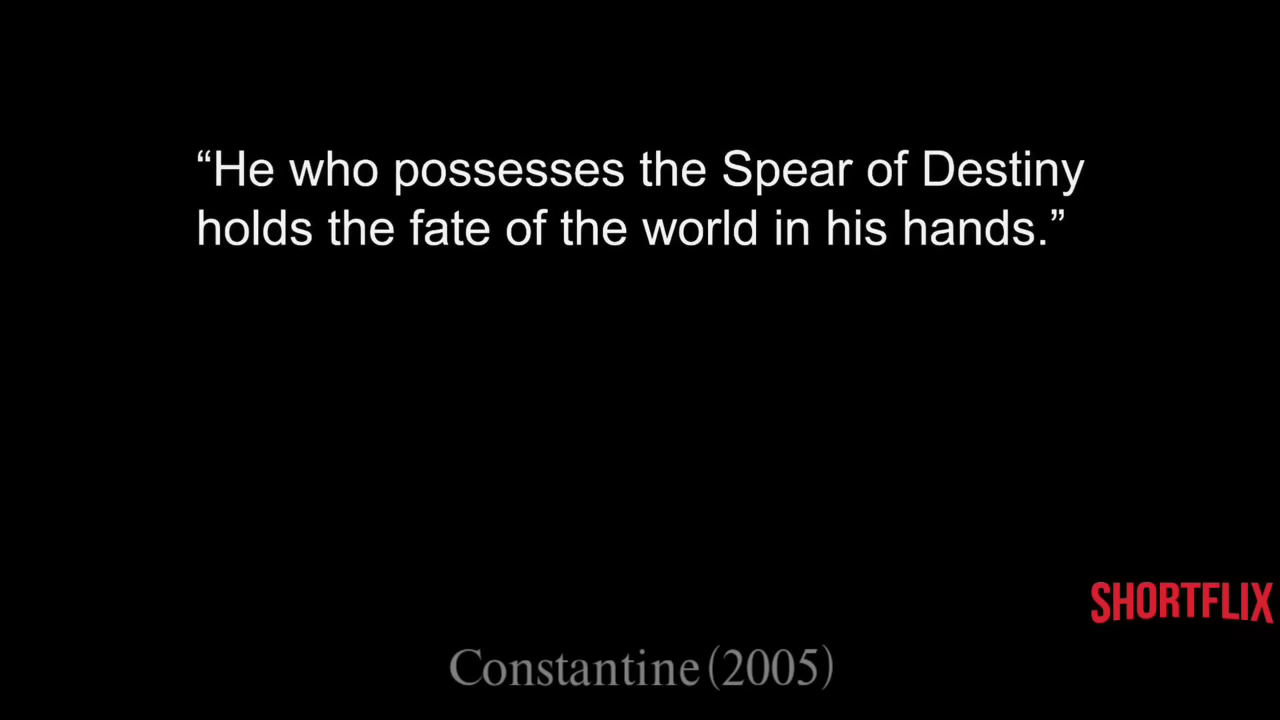 “He who possesses the Spear of Destiny
holds the fate of the world in his hands.”
SHORTFLIX
Constantine (2005)